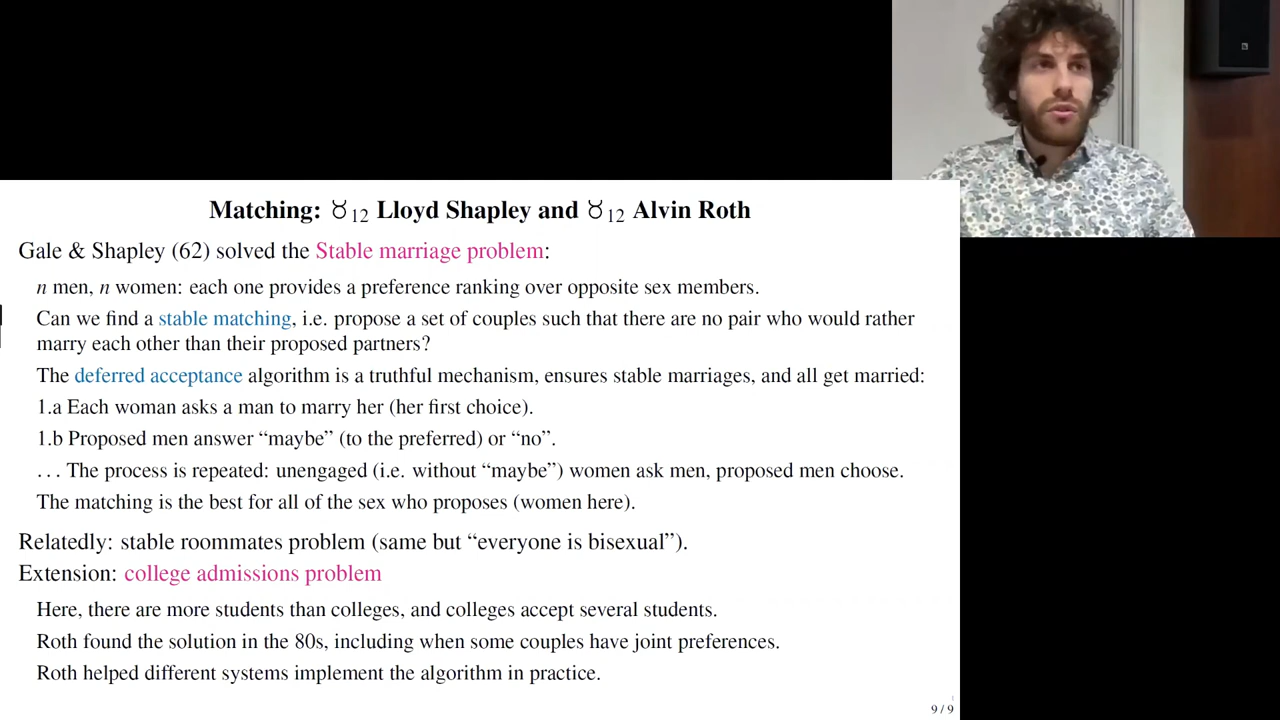 Matching: ♉12 Lloyd Shapley and ♉12 Alvin Roth
Gale & Shapley (62) solved the Stable marriage problem:
n men, n women: each one provides a preference ranking over opposite sex members.
Can we find a stable matching, i.e. propose a set of couples such that there are no pair who would rather
marry each other than their proposed partners?
The deferred acceptance algorithm is a truthful mechanism, ensures stable marriages, and all get married:
1.a Each woman asks a man to marry her (her first choice).
1.b Proposed men answer “maybe” (to the preferred) or “no”.
... The process is repeated: unengaged (i.e. without “maybe”) women ask men, proposed men choose.
The matching is the best for all of the sex who proposes (women here).
Relatedly: stable roommates problem (same but “everyone is bisexual”).
Extension: college admissions problem
Here, there are more students than colleges, and colleges accept several students.
Roth found the solution in the 80s, including when some couples have joint preferences.
Roth helped different systems implement the algorithm in practice.
9 / 9